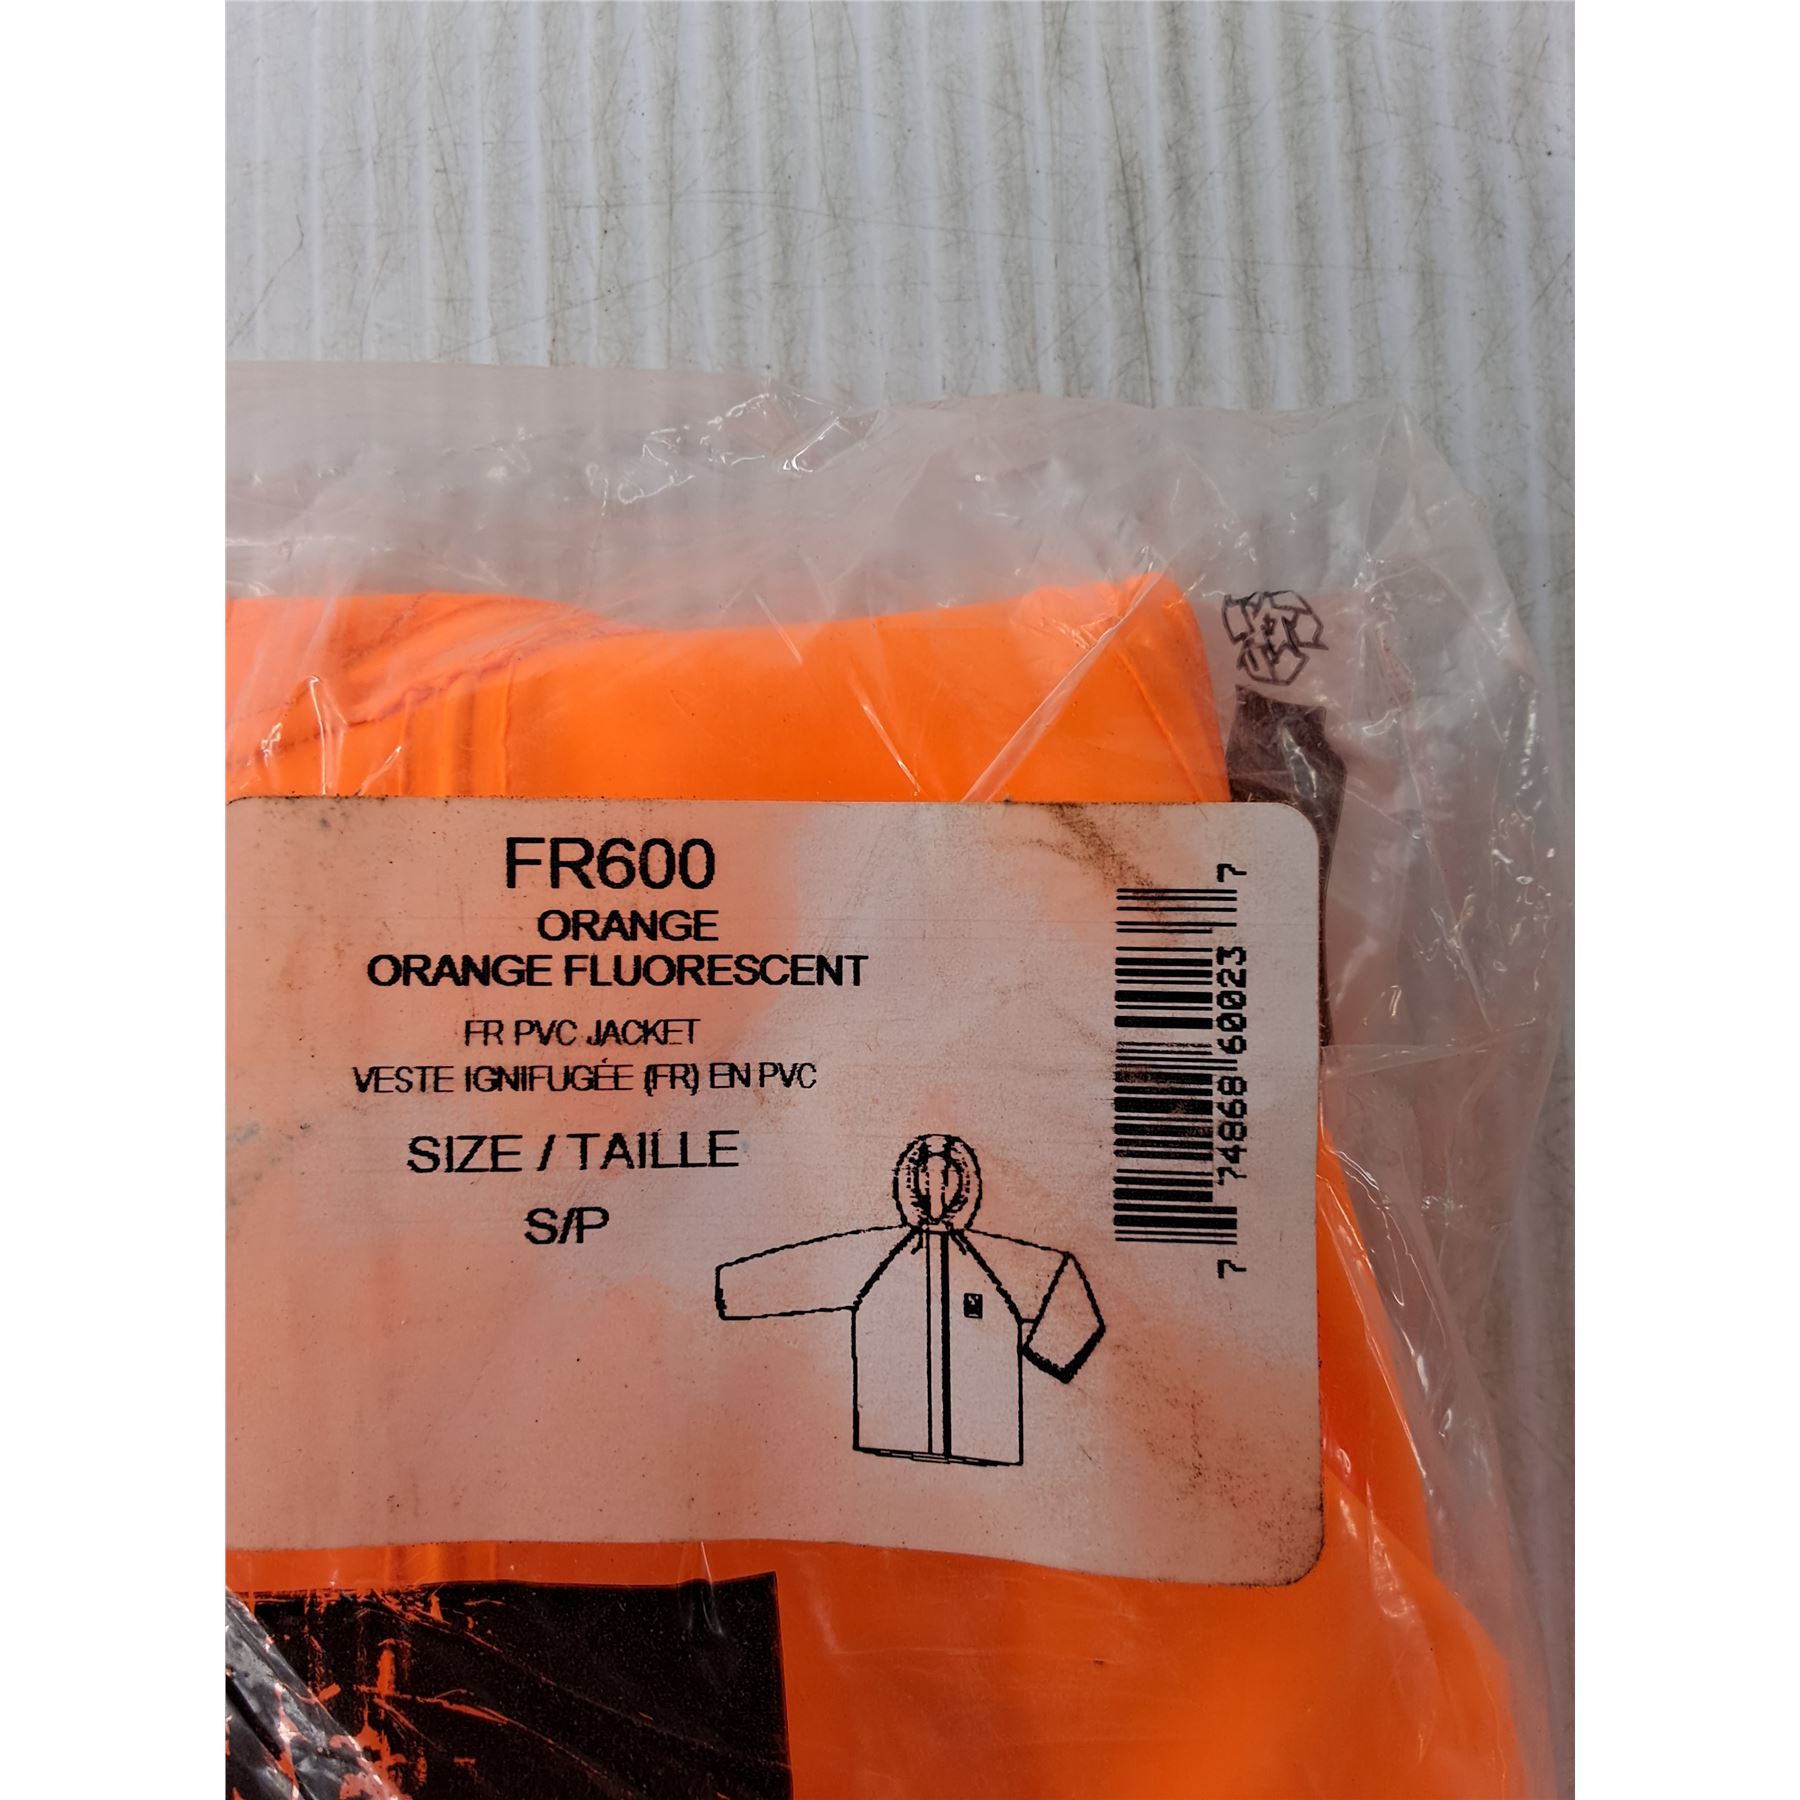 FR600
ORANGE
ORANGE FLUORESCENT
FR PVC JACKET
VESTE IGNIFUGÉE (FR) EN PVC
SIZE / TAILLE
S/P
7 74868 60023 7